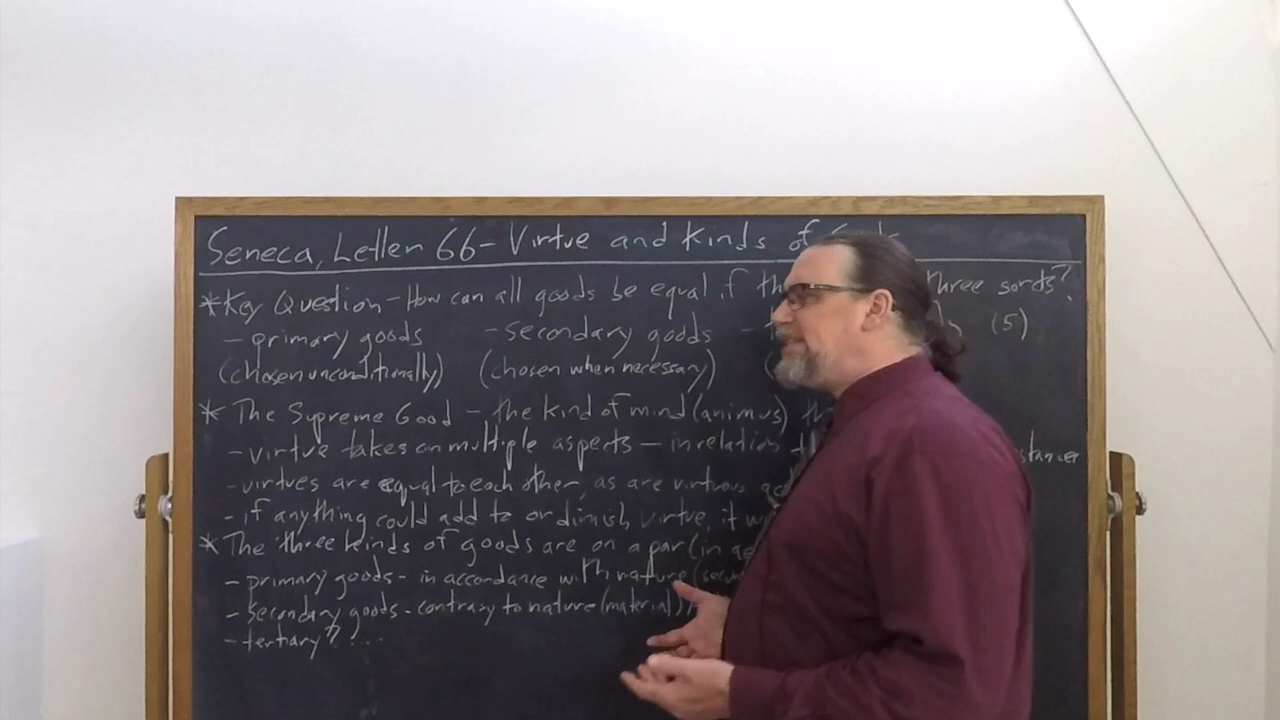 Seneca, Letter 66 - Virtue and Kinds of
* Key Question - How can all goods be equal if three sorts?
- primary goods - secondary goods - (5)
(chosen unconditionally) (chosen when necessary) (
* The Supreme Good - the kind of mind (animus)
- virtue takes on multiple aspects - in relation
- virtues are equal to each other, as are virtuous
- if anything could add to or dimish virtue, it
* The three kinds of goods are on a par (in
- primary goods - in accordance with nature
- secondary goods - contrary to nature (material)
- tertiary? ? ...